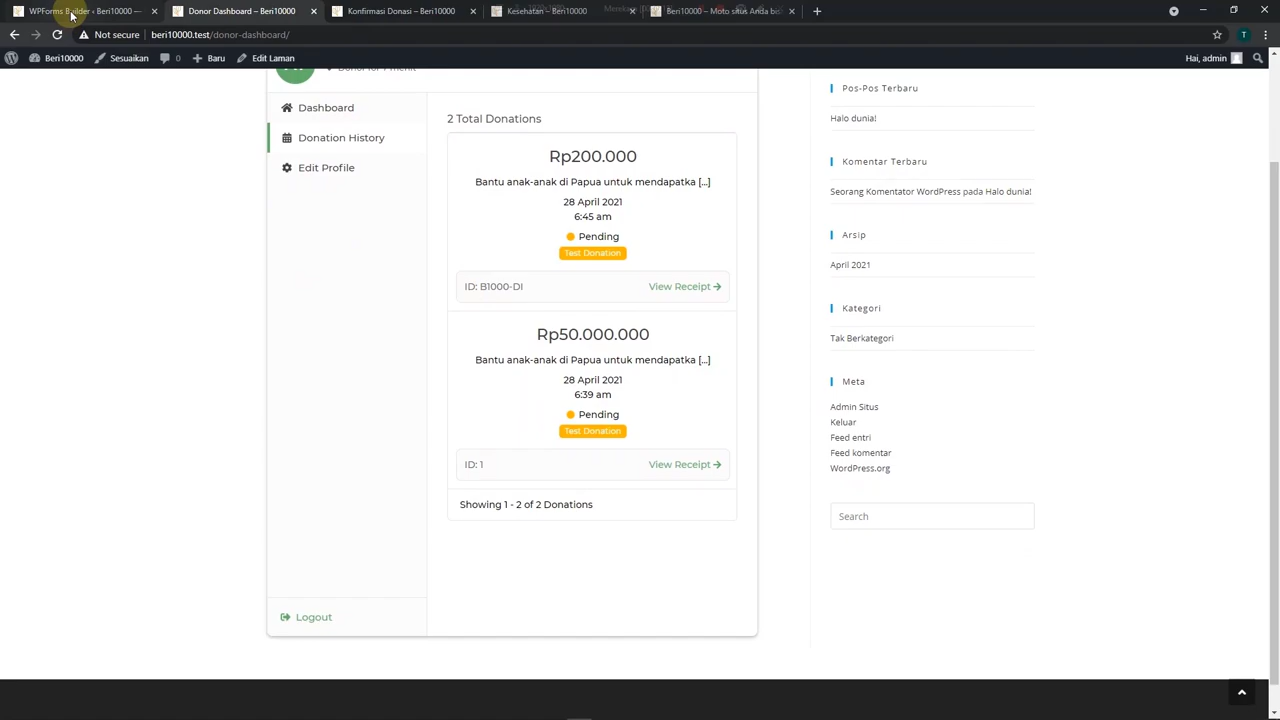 WPForms Builder ‹ Beri10000 —
Donor Dashboard – Beri10000
Konfirmasi Donasi – Beri10000
Kesehatan – Beri10000
Beri10000 – Moto situs Anda bis
Not secure
beri10000.test/donor-dashboard/
T
Beri10000
Sesuaikan
0
Baru
Edit Laman
Hai, admin
Dashboard
Donation History
Edit Profile
Logout
2 Total Donations
Rp200.000
Bantu anak-anak di Papua untuk mendapatka [...]
28 April 2021
6:45 am
Pending
Test Donation
ID: B1000-DI
View Receipt
Rp50.000.000
Bantu anak-anak di Papua untuk mendapatka [...]
28 April 2021
6:39 am
Pending
Test Donation
ID: 1
View Receipt
Showing 1 - 2 of 2 Donations
Pos-Pos Terbaru
Halo dunia!
Komentar Terbaru
Seorang Komentator WordPress pada Halo dunia!
Arsip
April 2021
Kategori
Tak Berkategori
Meta
Admin Situs
Keluar
Feed entri
Feed komentar
WordPress.org
Search